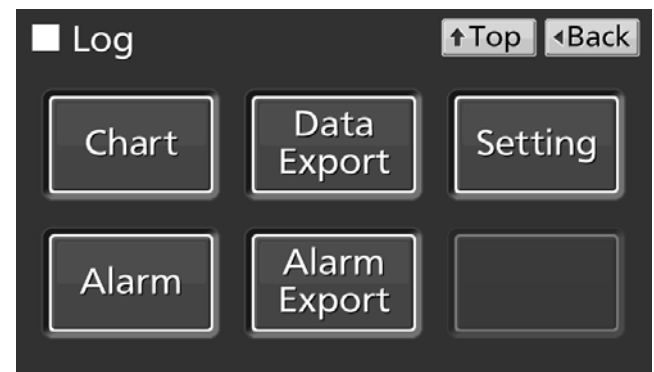 Log
Top
Back
Chart
Data
Export
Setting
Alarm
Alarm
Export